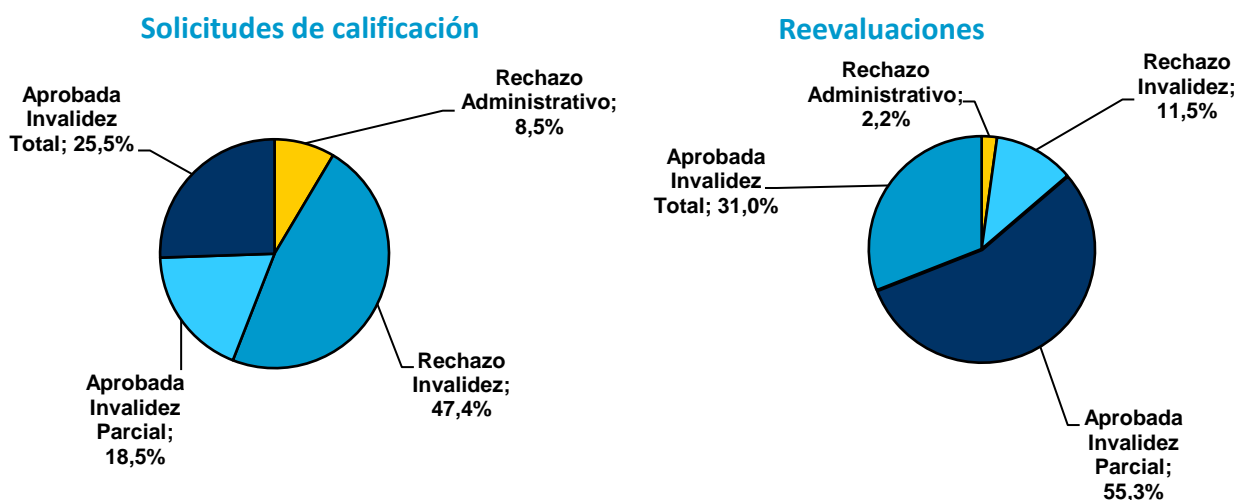 Solicitudes de calificación
Aprobada
Invalidez
Total; 25,5%
Rechazo
Administrativo;
8,5%
Aprobada
Invalidez
Parcial;
18,5%
Rechazo
Invalidez;
47,4%
Reevaluaciones
Rechazo
Administrativo;
2,2%
Rechazo
Invalidez;
11,5%
Aprobada
Invalidez
Total; 31,0%
Aprobada
Invalidez
Parcial;
55,3%